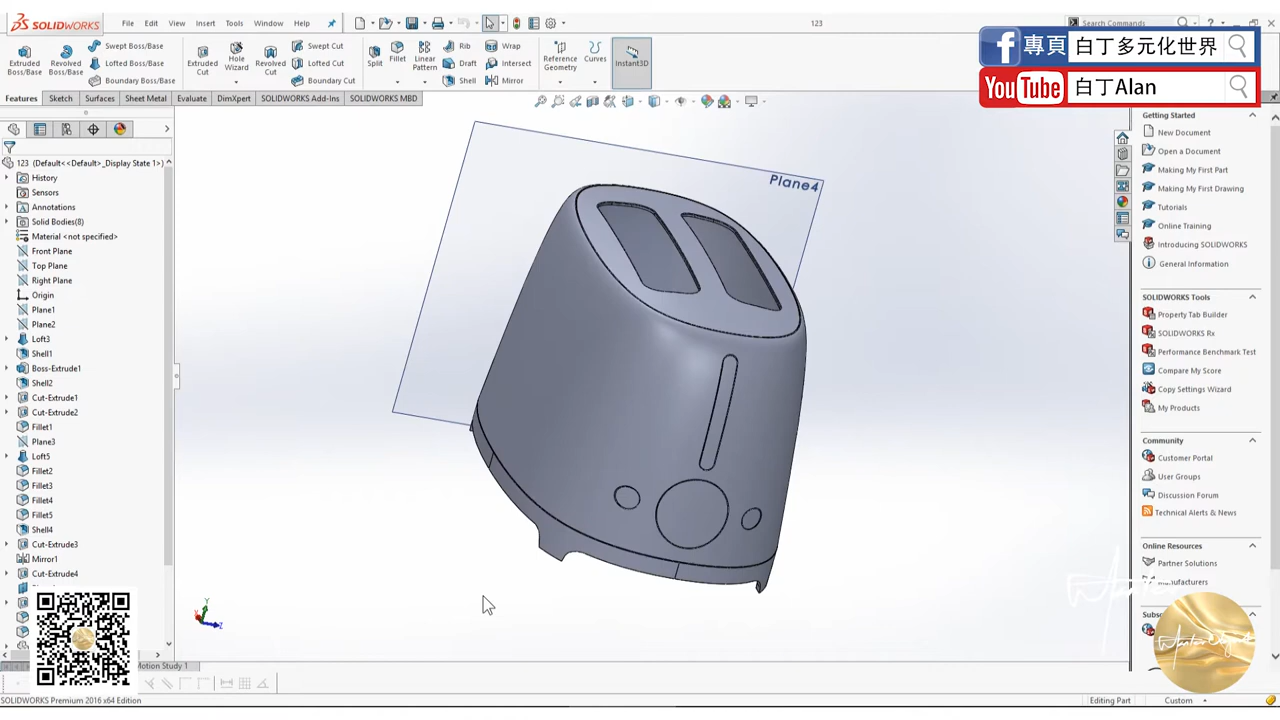 SOLIDWORKS
File Edit View Insert Tools Window Help
123
Search Commands
Extruded Boss/Base
Revolved Boss/Base
Swept Boss/Base
Lofted Boss/Base
Boundary Boss/Base
Extruded Cut
Hole Wizard
Revolved Cut
Swept Cut
Lofted Cut
Boundary Cut
Split
Fillet
Linear Pattern
Rib
Draft
Shell
Wrap
Intersect
Mirror
Reference Geometry
Curves
Instant3D
專頁 白丁多元化世界
YouTube 白丁Alan
Features Sketch Surfaces Sheet Metal Evaluate DimXpert SOLIDWORKS Add-Ins SOLIDWORKS MBD
123 (Default<<Default>_Display State 1>)
History
Sensors
Annotations
Solid Bodies(8)
Material <not specified>
Front Plane
Top Plane
Right Plane
Origin
Plane1
Plane2
Loft3
Shell1
Boss-Extrude1
Shell2
Cut-Extrude1
Cut-Extrude2
Fillet1
Plane3
Loft5
Fillet2
Fillet3
Fillet4
Fillet5
Shell4
Cut-Extrude3
Mirror1
Cut-Extrude4
Plane4
Y
Z
Getting Started
New Document
Open a Document
Making My First Part
Making My First Drawing
Tutorials
Online Training
Introducing SOLIDWORKS
General Information
SOLIDWORKS Tools
Property Tab Builder
SOLIDWORKS Rx
Performance Benchmark Test
Compare My Score
Copy Settings Wizard
My Products
Community
Customer Portal
User Groups
Discussion Forum
Technical Alerts & News
Online Resources
Partner Solutions
Manufacturers
Motion Study 1
SOLIDWORKS Premium 2016 x64 Edition
Editing Part
Custom